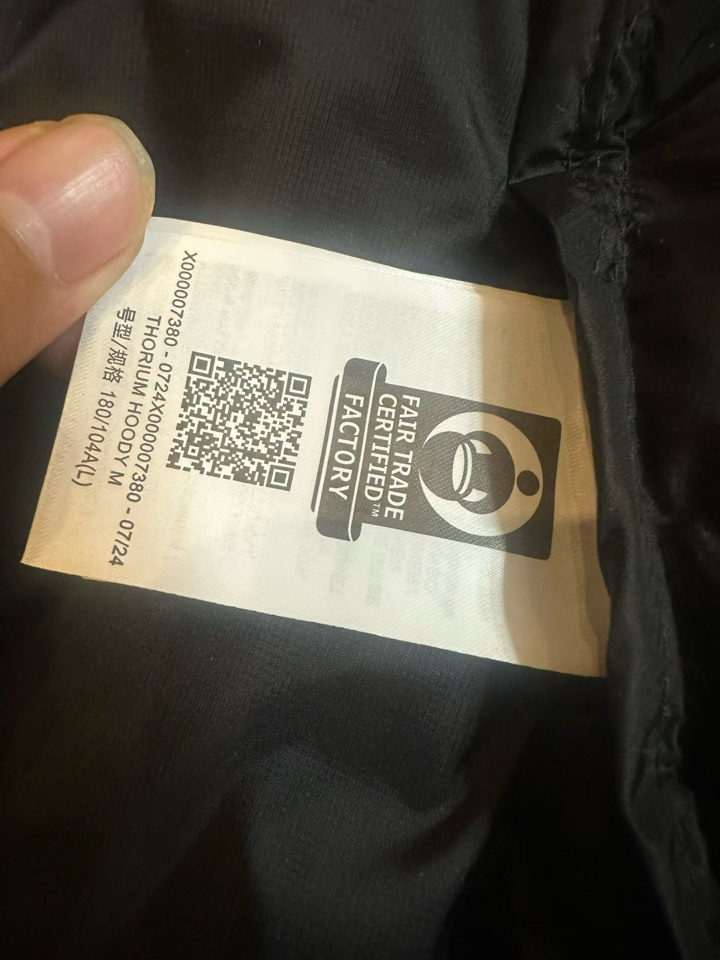 FAIR TRADE
CERTIFIED™
FACTORY
X000007380 - 0724X000007380 - 07/24
THORIUM HOODY M
号型/规格 180/104A(L)